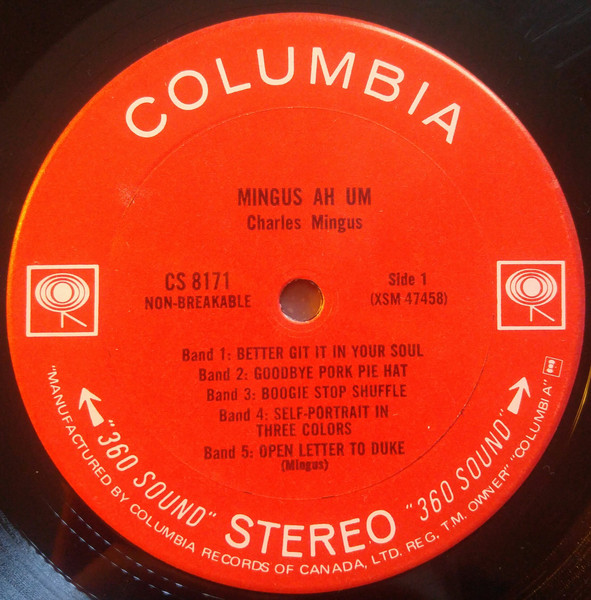 COLUMBIA
MINGUS AH UM
Charles Mingus
CS 8171
NON-BREAKABLE
Side 1
(XSM 47458)
Band 1: BETTER GIT IT IN YOUR SOUL
Band 2: GOODBYE PORK PIE HAT
Band 3: BOOGIE STOP SHUFFLE
Band 4: SELF-PORTRAIT IN
THREE COLORS
Band 5: OPEN LETTER TO DUKE
(Mingus)
"360 SOUND" STEREO "360 SOUND"
"MANUFACTURED BY COLUMBIA RECORDS OF CANADA, LTD. REG. T.M. OWNER" "COLUMBIA"